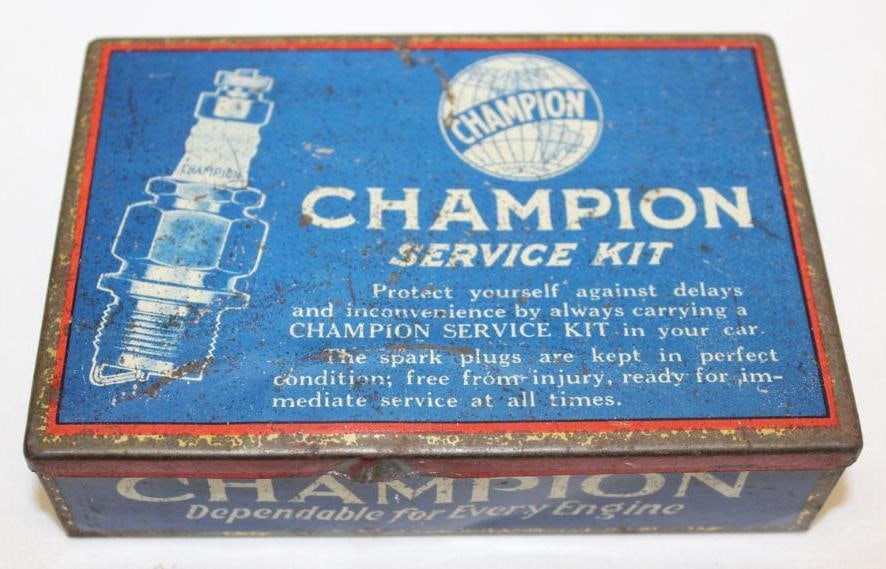 CHAMPION
CHAMPION
CHAMPION
SERVICE KIT
Protect yourself against delays
and inconvenience by always carrying a
CHAMPION SERVICE KIT in your car.
The spark plugs are kept in perfect
condition; free from injury, ready for im-
mediate service at all times.
CHAMPION
Dependable for Every Engine